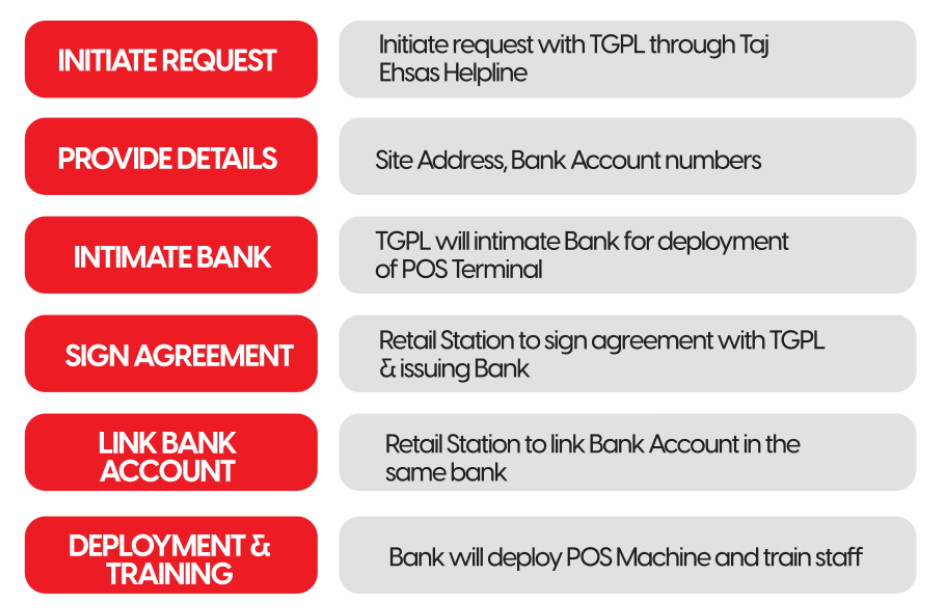 INITIATE REQUEST
Initiate request with TGPL through Taj
Ehsas Helpline
PROVIDE DETAILS
Site Address, Bank Account numbers
INTIMATE BANK
TGPL will intimate Bank for deployment
of POS Terminal
SIGN AGREEMENT
Retail Station to sign agreement with TGPL
& issuing Bank
LINK BANK
ACCOUNT
Retail Station to link Bank Account in the
same bank
DEPLOYMENT &
TRAINING
Bank will deploy POS Machine and train staff